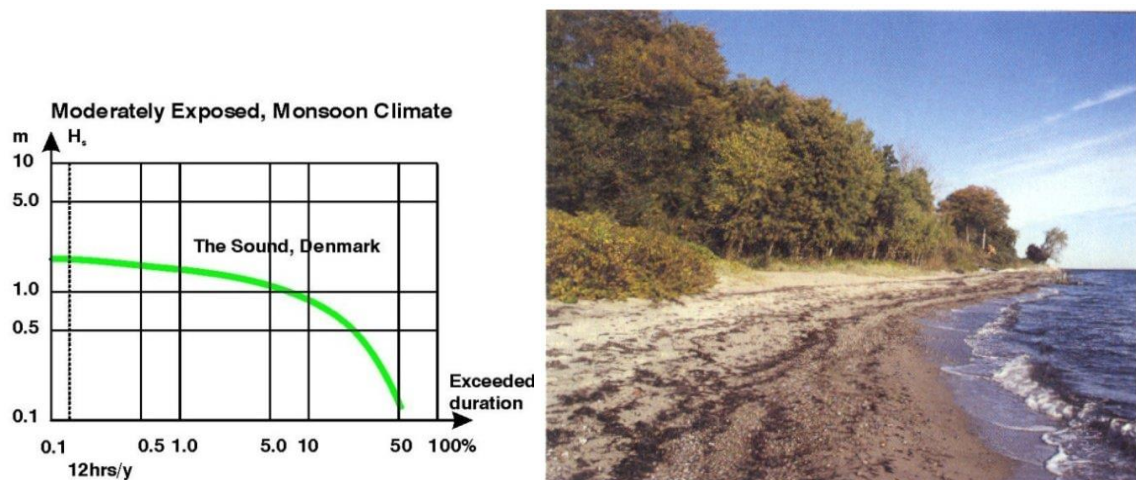 Moderately Exposed, Monsoon Climate
m Hs
10
5.0
The Sound, Denmark
1.0
0.5
Exceeded
duration
0.1
0.1 0.5 1.0 5.0 10 50 100%
12hrs/y